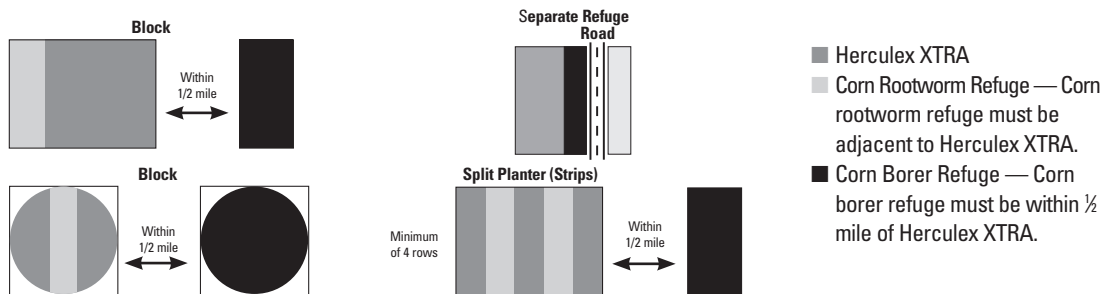 Block
Within
1/2 mile
Block
Within
1/2 mile
Separate Refuge
Road
Split Planter (Strips)
Minimum
of 4 rows
Within
1/2 mile
Herculex XTRA
Corn Rootworm Refuge — Corn
rootworm refuge must be
adjacent to Herculex XTRA.
Corn Borer Refuge — Corn
borer refuge must be within ½
mile of Herculex XTRA.